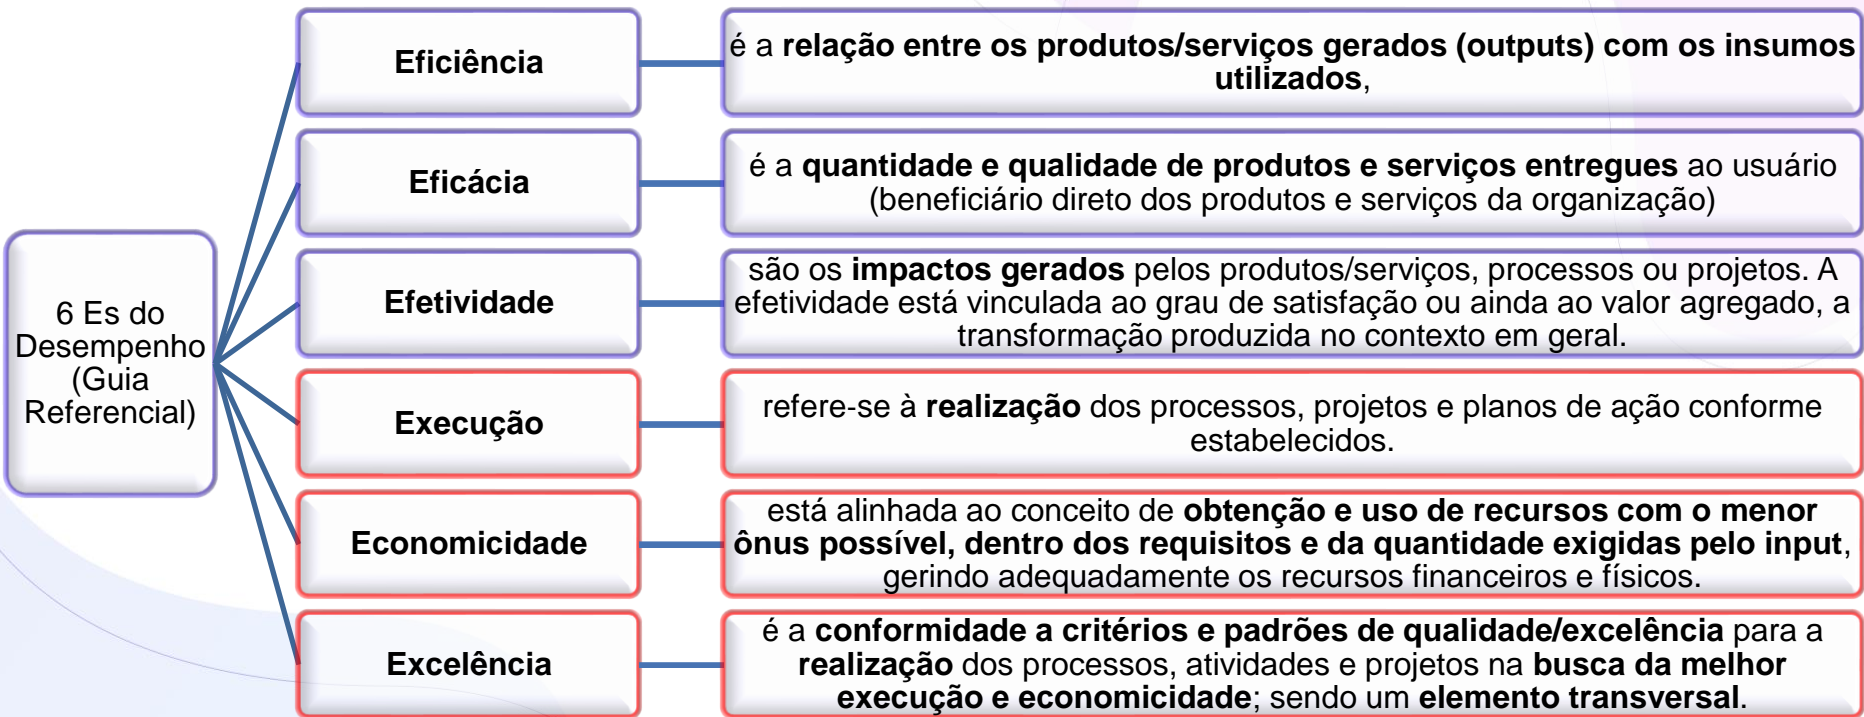 6 Es do
Desempenho
(Guia
Referencial)
Eficiência
é a relação entre os produtos/serviços gerados (outputs) com os insumos
utilizados,
Eficácia
é a quantidade e qualidade de produtos e serviços entregues ao usuário
(beneficiário direto dos produtos e serviços da organização)
Efetividade
são os impactos gerados pelos produtos/serviços, processos ou projetos. A
efetividade está vinculada ao grau de satisfação ou ainda ao valor agregado, a
transformação produzida no contexto em geral.
Execução
refere-se à realização dos processos, projetos e planos de ação conforme
estabelecidos.
Economicidade
está alinhada ao conceito de obtenção e uso de recursos com o menor
ônus possível, dentro dos requisitos e da quantidade exigidas pelo input,
gerindo adequadamente os recursos financeiros e físicos.
Excelência
é a conformidade a critérios e padrões de qualidade/excelência para a
realização dos processos, atividades e projetos na busca da melhor
execução e economicidade; sendo um elemento transversal.